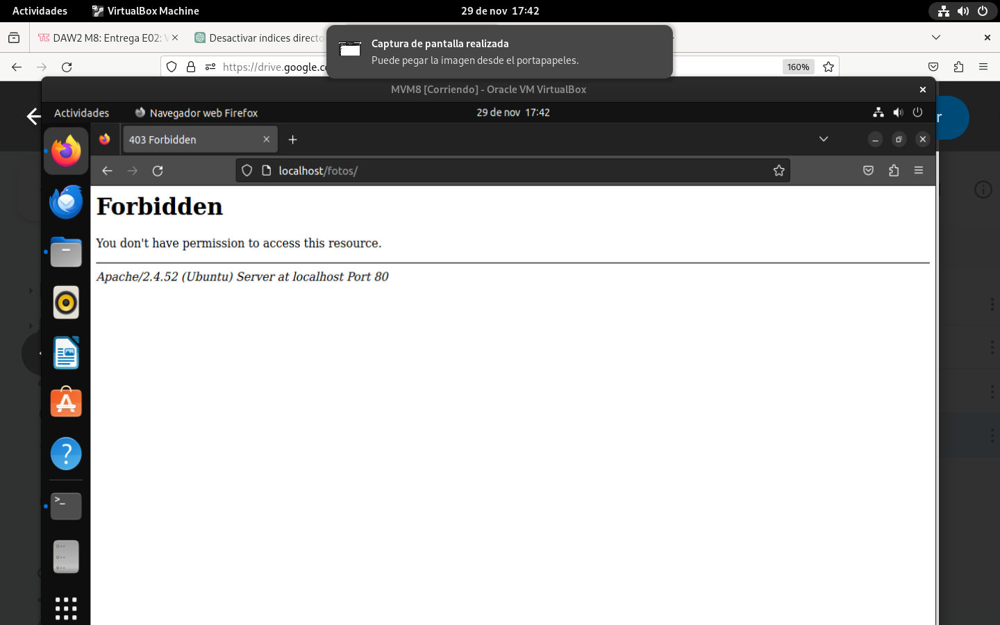 Actividades VirtualBox Machine 29 de nov 17:42
DAW2 M8: Entrega E02: Desactivar índices directo
Captura de pantalla realizada
Puede pegar la imagen desde el portapapeles.
https://drive.google.co 160%
MVM8 [Corriendo] - Oracle VM VirtualBox
Actividades Navegador web Firefox 29 de nov 17:42
403 Forbidden
localhost/fotos/
Forbidden
You don't have permission to access this resource.
Apache/2.4.52 (Ubuntu) Server at localhost Port 80